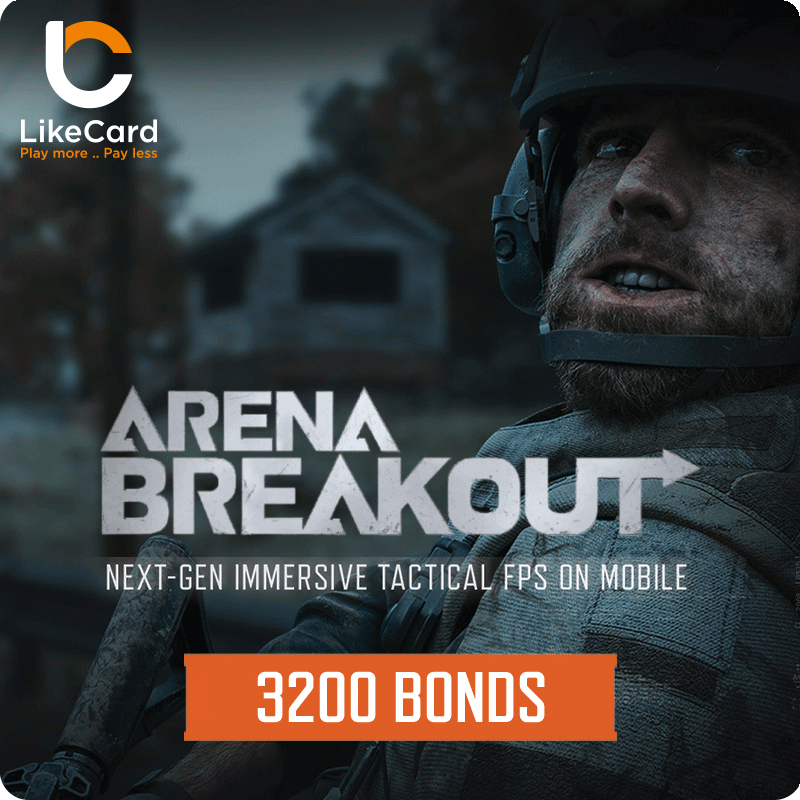 LikeCard
Play more .. Pay less
ARENA
BREAKOUT
NEXT-GEN IMMERSIVE TACTICAL FPS ON MOBILE
3200 BONDS